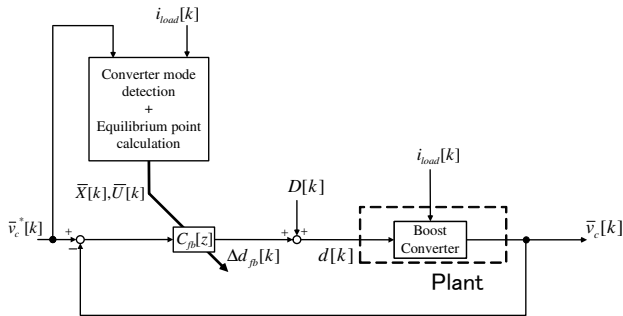 i_load[k]
Converter mode
detection
+
Equilibrium point
calculation
i_load[k]
X̅[k],U̅[k]
D[k]
v̅_c*[k]
+
−
C_fb[z]
Δd_fb[k]
+
+
d[k]
Boost
Converter
v̅_c[k]
Plant